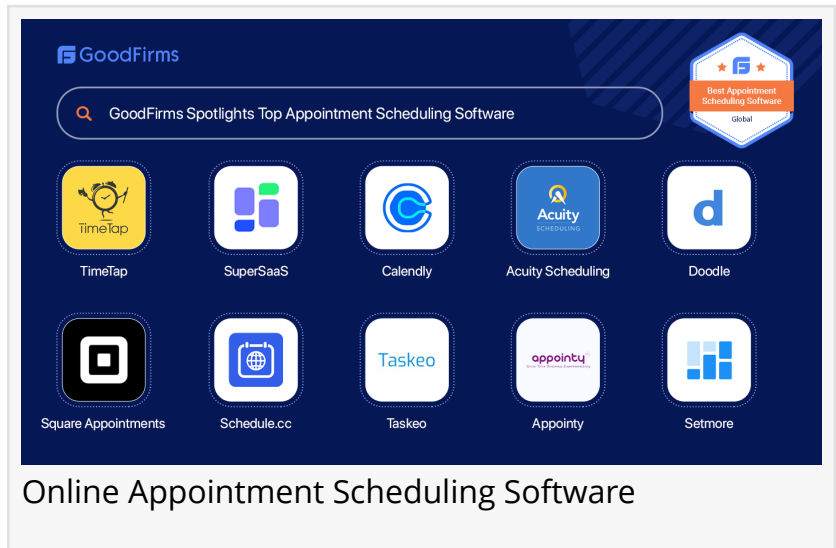 GoodFirms
Best Appointment
Scheduling Software
Global
GoodFirms Spotlights Top Appointment Scheduling Software
TimeTap
Acuity
SCHEDULING
d
TimeTap
SuperSaaS
Calendly
Acuity Scheduling
Doodle
Taskeo
appointy
Square Appointments
Schedule.cc
Taskeo
Appointy
Setmore
Online Appointment Scheduling Software